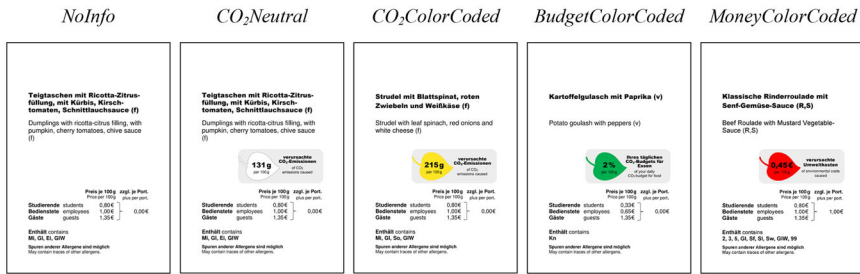 NoInfo
CO₂Neutral
CO₂ColorCoded
BudgetColorCoded
MoneyColorCoded
Teigtaschen mit Ricotta-Zitrus-
füllung, mit Kürbis, Kirsch-
tomaten, Schnittlauchsauce (f)
Dumplings with ricotta-citrus filling, with
pumpkin, cherry tomatoes, chive sauce
(f)
Preis je 100 g zzgl. je Port.
Price per 100 g plus per port.
Studierende students 0,80€
Bedienstete employees 1,00€ 0,00€
Gäste guests 1,35€
Enthält contains
Mi, Gl, Ei, GlW
Spuren anderer Allergene sind möglich
May contain traces of other allergens.
Teigtaschen mit Ricotta-Zitrus-
füllung, mit Kürbis, Kirsch-
tomaten, Schnittlauchsauce (f)
Dumplings with ricotta-citrus filling, with
pumpkin, cherry tomatoes, chive sauce
(f)
131g
per 100g
verursachte
CO₂-Emissionen
of CO₂
emissions caused
Preis je 100 g zzgl. je Port.
Price per 100 g plus per port.
Studierende students 0,80€
Bedienstete employees 1,00€ 0,00€
Gäste guests 1,35€
Enthält contains
Mi, Gl, Ei, GlW
Spuren anderer Allergene sind möglich
May contain traces of other allergens.
Strudel mit Blattspinat, roten
Zwiebeln und Weißkäse (f)
Strudel with leaf spinach, red onions and
white cheese (f)
215g
per 100g
verursachte
CO₂-Emissionen
of CO₂
emissions caused
Preis je 100 g zzgl. je Port.
Price per 100 g plus per port.
Studierende students 0,80€
Bedienstete employees 1,00€ 0,00€
Gäste guests 1,35€
Enthält contains
Mi, Gl, So, GlW
Spuren anderer Allergene sind möglich
May contain traces of other allergens.
Kartoffelgulasch mit Paprika (v)
Potato goulash with peppers (v)
2%
per 100g
Ihres täglichen
CO₂-Budgets für
Essen
of your daily
CO₂-budget for food
Preis je 100 g zzgl. je Port.
Price per 100 g plus per port.
Studierende students 0,33€
Bedienstete employees 0,65€ 0,00€
Gäste guests 1,35€
Enthält contains
Kn
Spuren anderer Allergene sind möglich
May contain traces of other allergens.
Klassische Rinderroulade mit
Senf-Gemüse-Sauce (R,S)
Beef Roulade with Mustard Vegetable-
Sauce (R,S)
0,45€
per 100g
verursachte
Umweltkosten
of environmental costs
caused
Preis je 100 g zzgl. je Port.
Price per 100 g plus per port.
Studierende students 0,80€
Bedienstete employees 1,00€ 1,00€
Gäste guests 1,35€
Enthält contains
2, 3, 5, Gl, Sf, Sl, Sw, GlW, 99
Spuren anderer Allergene sind möglich
May contain traces of other allergens.